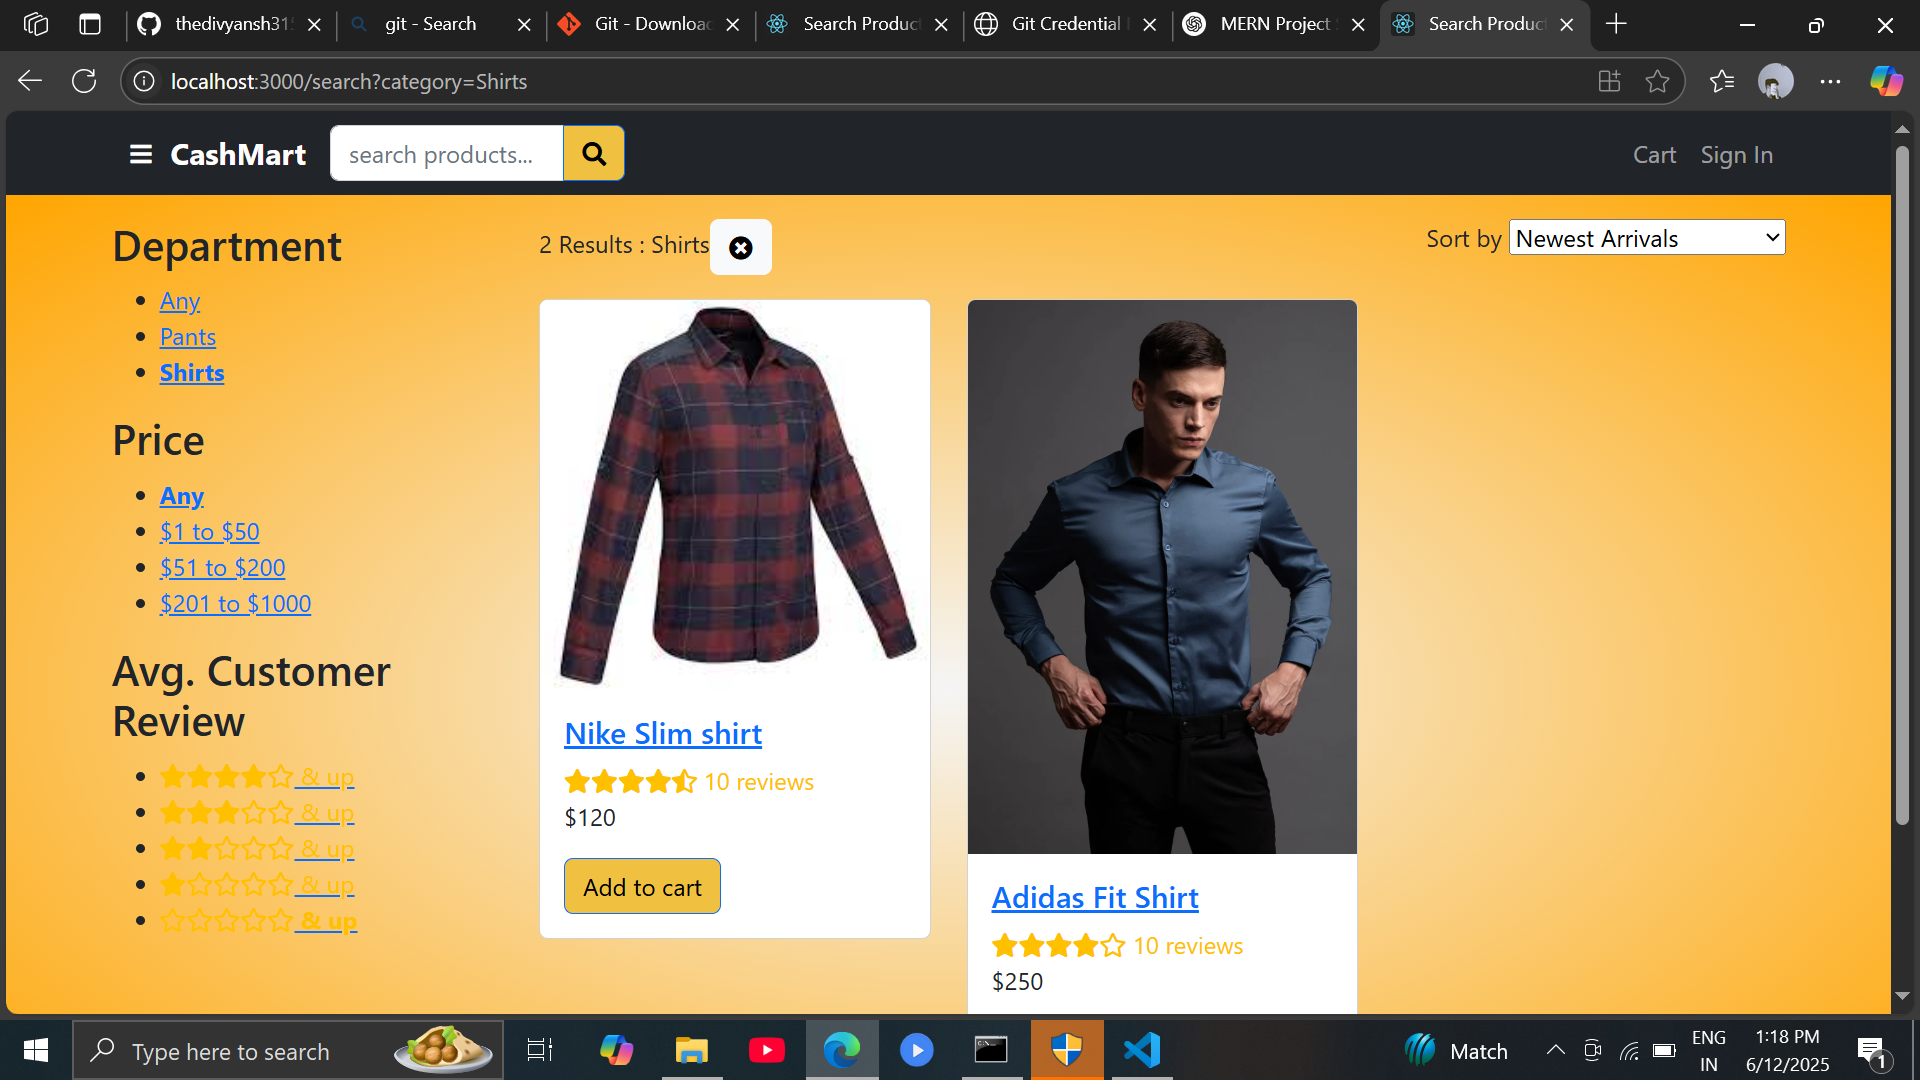 thedivyansh31
git - Search
Git - Download
Search Product
Git Credential
MERN Project
Search Product
localhost:3000/search?category=Shirts
CashMart
search products...
Cart
Sign In
Department
Any
Pants
Shirts
Price
Any
$1 to $50
$51 to $200
$201 to $1000
Avg. Customer
Review
& up
& up
& up
& up
& up
2 Results : Shirts
Sort by Newest Arrivals
Nike Slim shirt
10 reviews
$120
Add to cart
Adidas Fit Shirt
10 reviews
$250
Type here to search
Match
ENG
IN
1:18 PM
6/12/2025
1